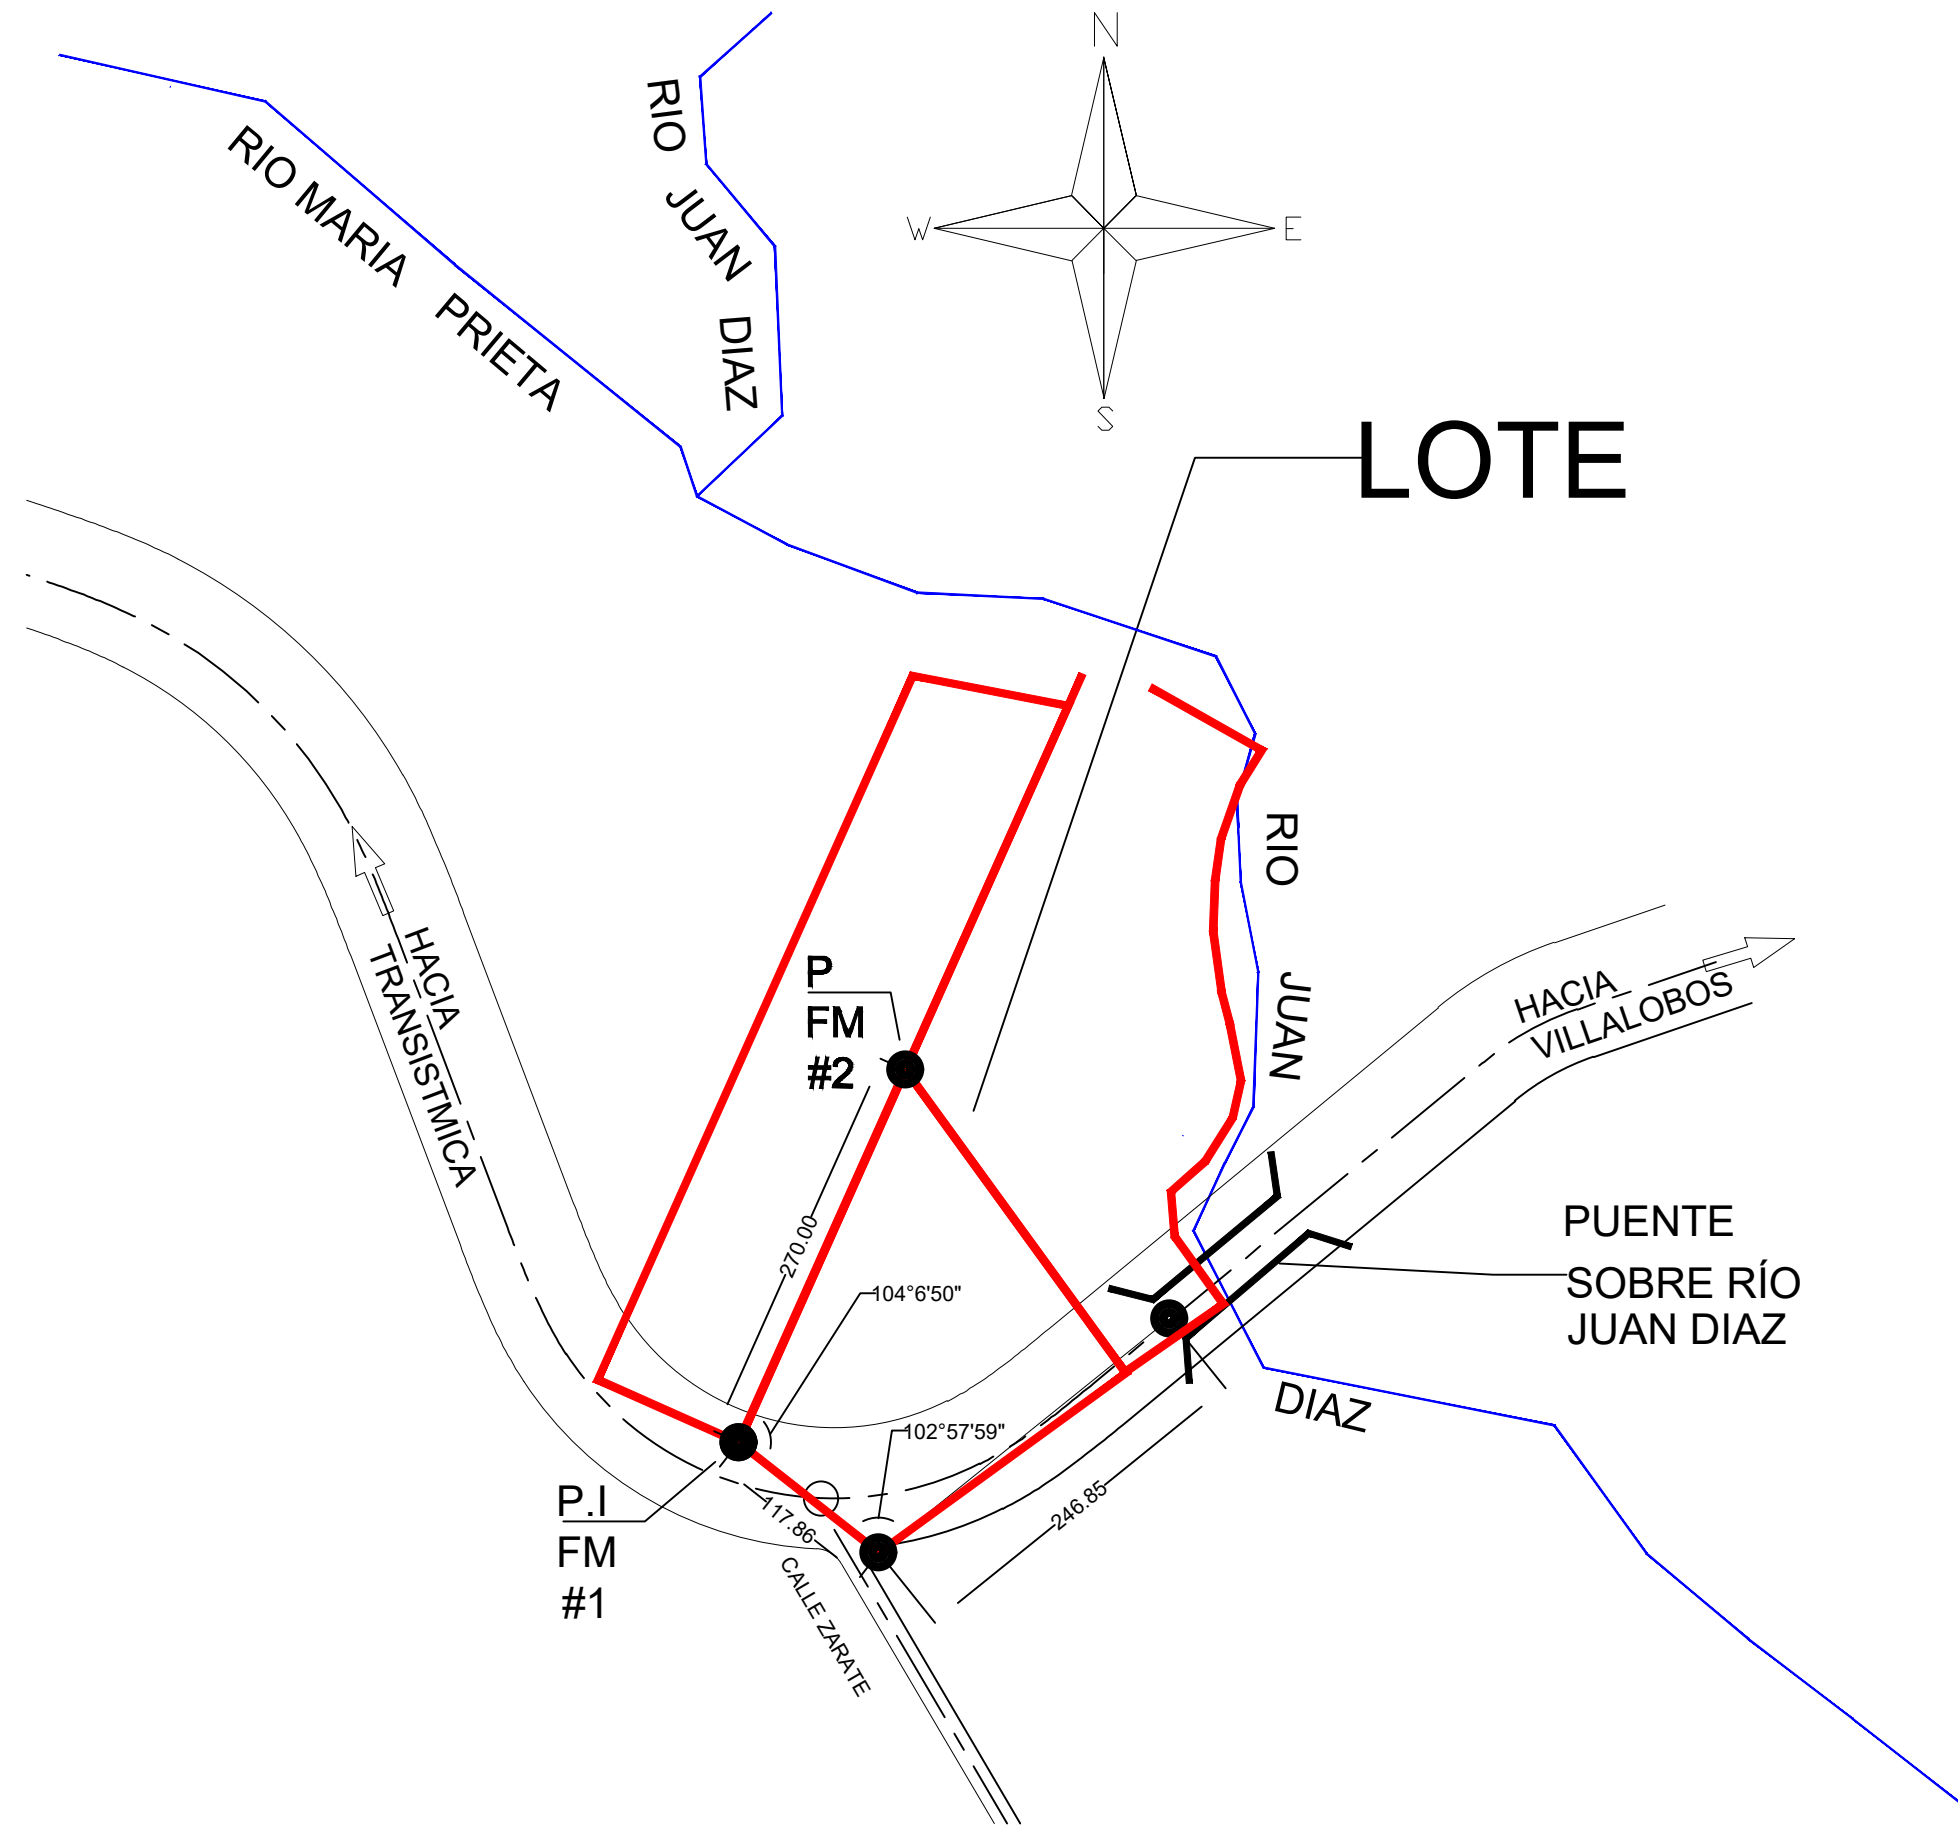 N
W
E
S
RIO MARIA PRIETA
RIO JUAN DIAZ
LOTE
RIO JUAN DIAZ
HACIA
TRANSISTMICA
HACIA
VILLALOBOS
P
FM
#2
270.00
104°6'50"
102°57'59"
PUENTE
SOBRE RÍO
JUAN DIAZ
P.I
FM
#1
117.86
246.85
CALLE ZARATE